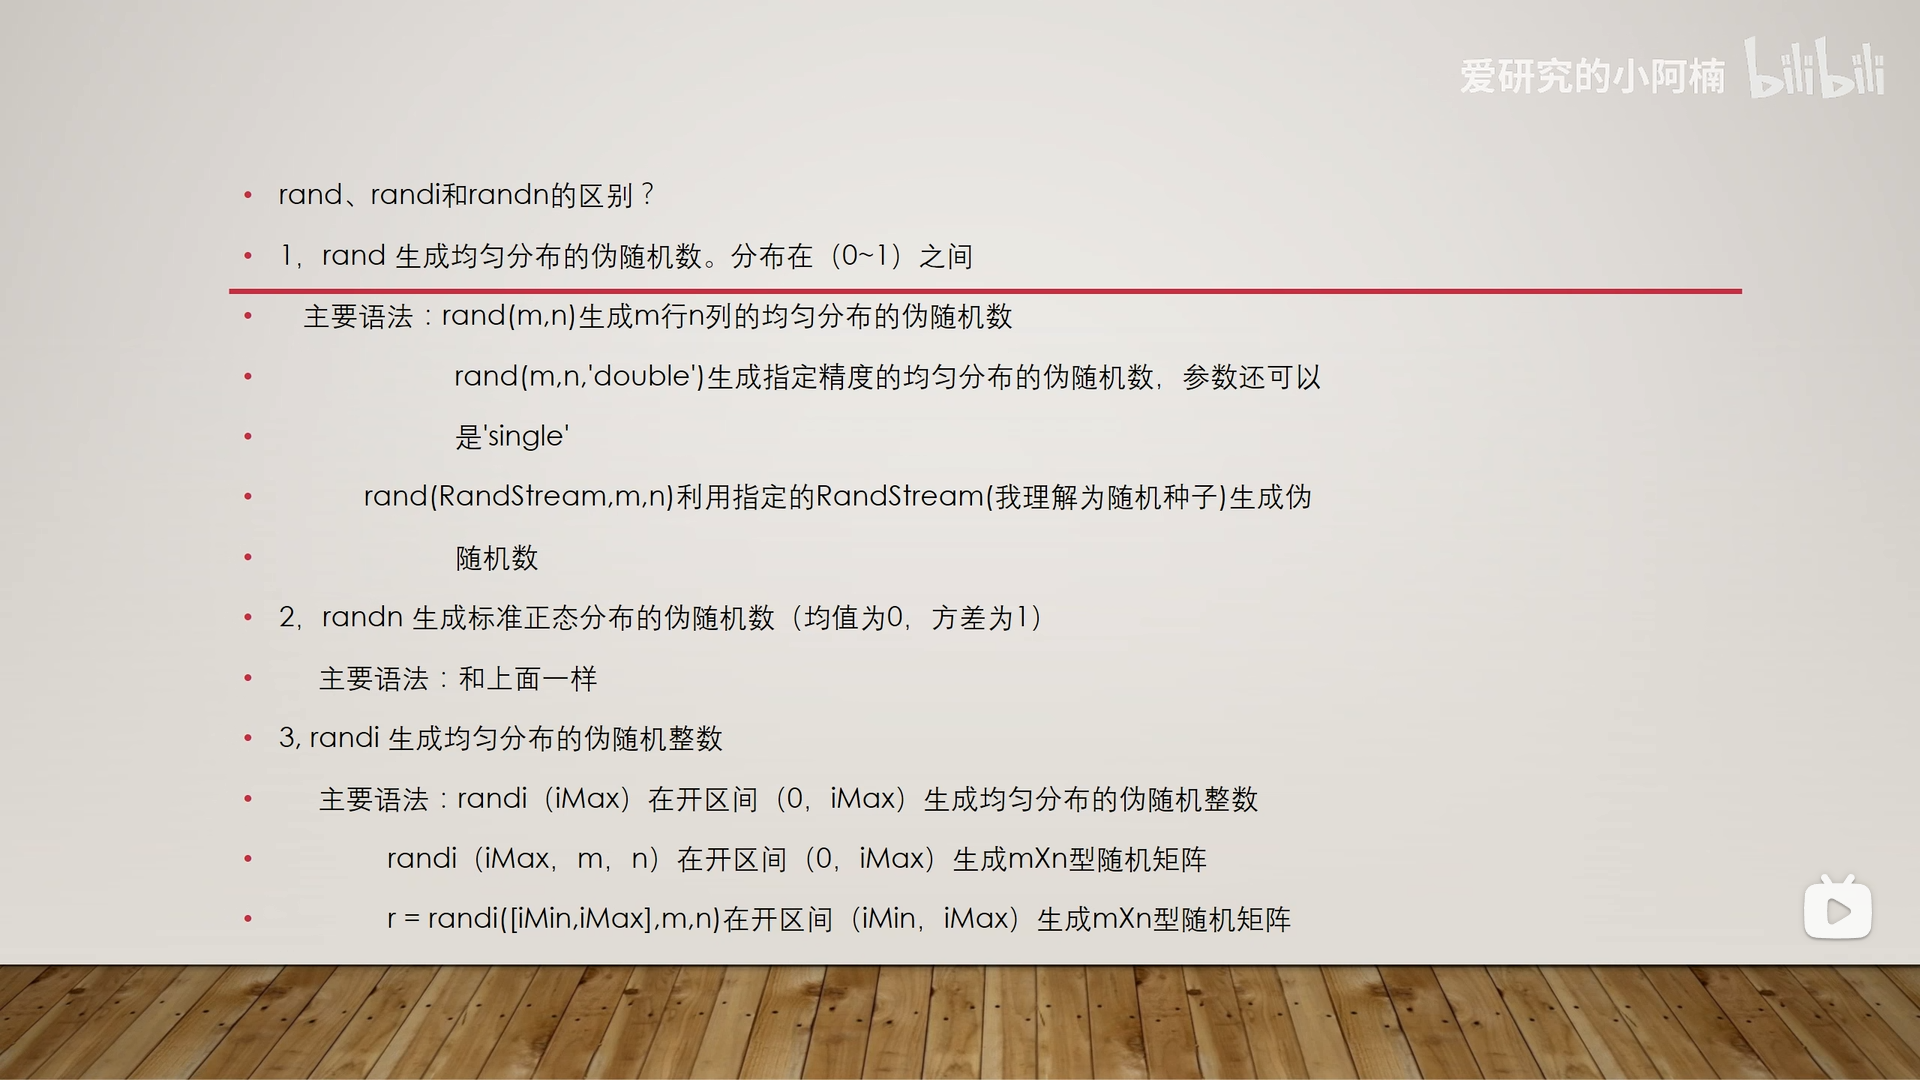 爱研究的小阿楠 bilibili
rand、randi和randn的区别？
1，rand 生成均匀分布的伪随机数。分布在（0~1）之间
主要语法：rand(m,n)生成m行n列的均匀分布的伪随机数
rand(m,n,'double')生成指定精度的均匀分布的伪随机数，参数还可以
是'single'
rand(RandStream,m,n)利用指定的RandStream(我理解为随机种子)生成伪
随机数
2，randn 生成标准正态分布的伪随机数（均值为0，方差为1）
主要语法：和上面一样
3, randi 生成均匀分布的伪随机整数
主要语法：randi（iMax）在开区间（0，iMax）生成均匀分布的伪随机整数
randi（iMax，m，n）在开区间（0，iMax）生成mXn型随机矩阵
r = randi([iMin,iMax],m,n)在开区间（iMin，iMax）生成mXn型随机矩阵